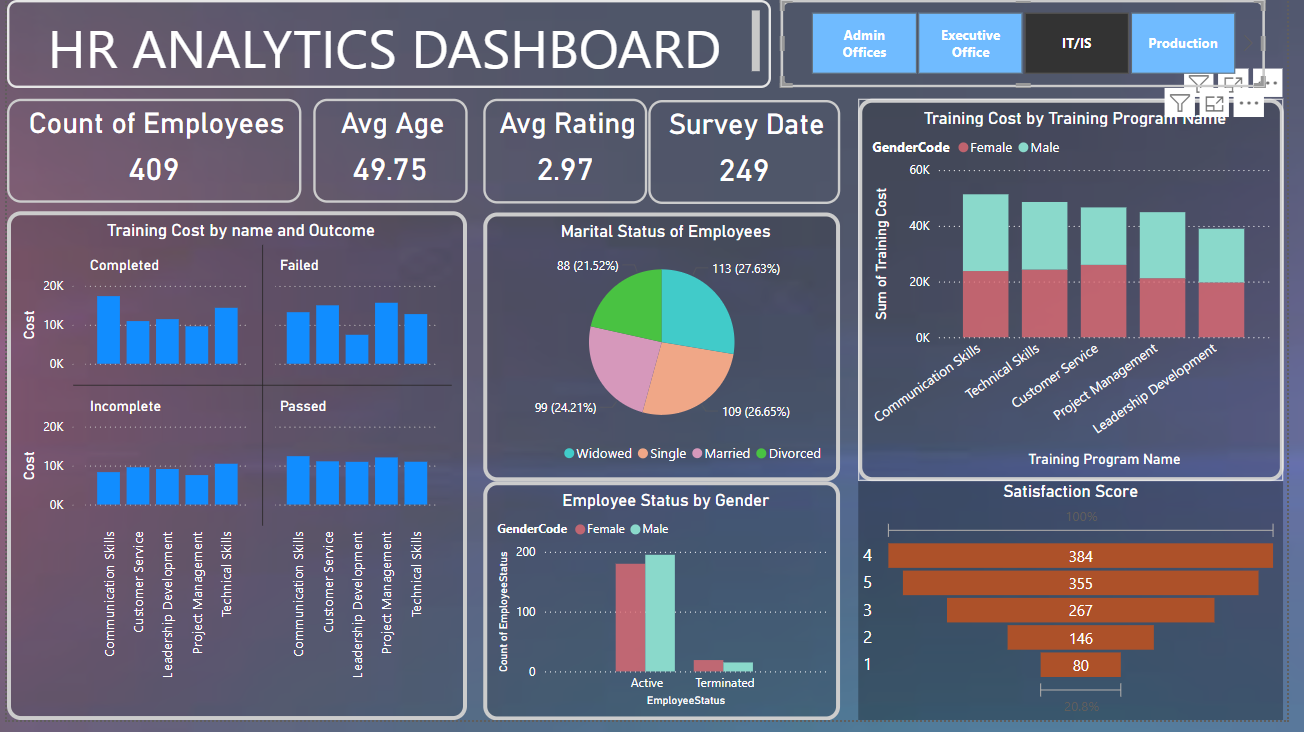 HR ANALYTICS DASHBOARD
Admin
Offices
Executive
Office
IT/IS
Production
Count of Employees
409
Avg Age
49.75
Avg Rating
2.97
Survey Date
249
Training Cost by name and Outcome
Completed
Failed
20K
10K
0K
Cost
Incomplete
Passed
20K
10K
0K
Cost
Communication Skills
Customer Service
Leadership Development
Project Management
Technical Skills
Communication Skills
Customer Service
Leadership Development
Project Management
Technical Skills
Marital Status of Employees
88 (21.52%)
113 (27.63%)
99 (24.21%)
109 (26.65%)
Widowed Single Married Divorced
Employee Status by Gender
GenderCode Female Male
200
100
0
Count of EmployeeStatus
Active Terminated
EmployeeStatus
Training Cost by Training Program Name
GenderCode Female Male
60K
40K
20K
0K
Sum of Training Cost
Communication Skills
Technical Skills
Customer Service
Project Management
Leadership Development
Training Program Name
Satisfaction Score
100%
4 384
5 355
3 267
2 146
1 80
20.8%